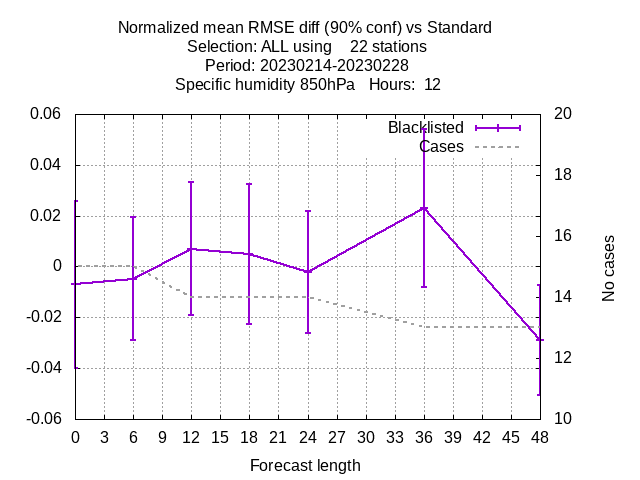 Normalized mean RMSE diff (90% conf) vs Standard
Selection: ALL using 22 stations
Period: 20230214-20230228
Specific humidity 850hPa Hours: 12
0.06
0.04
0.02
0
-0.02
-0.04
-0.06
Blacklisted
Cases
20
18
16
14
12
10
No cases
0 3 6 9 12 15 18 21 24 27 30 33 36 39 42 45 48
Forecast length